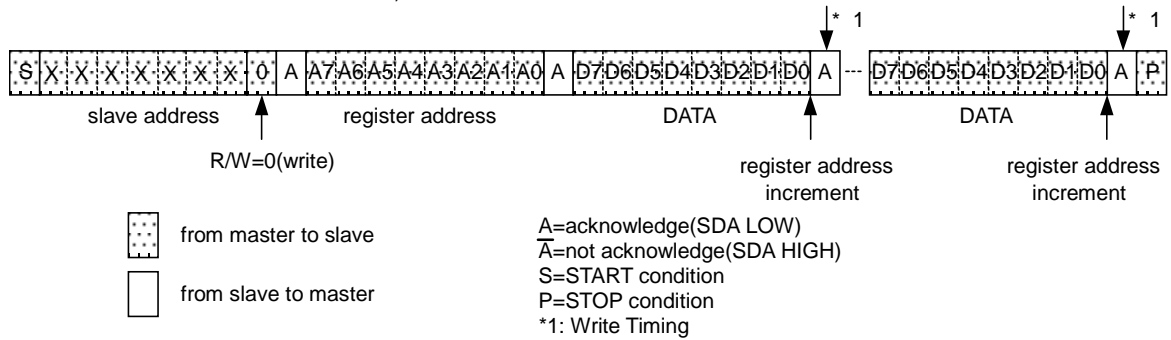 * 1 * 1
S X X X X X X X 0 A A7 A6 A5 A4 A3 A2 A1 A0 A D7 D6 D5 D4 D3 D2 D1 D0 A --- D7 D6 D5 D4 D3 D2 D1 D0 A P
slave address register address DATA DATA
R/W=0(write)
register address
increment
register address
increment
from master to slave
from slave to master
A=acknowledge(SDA LOW)
A̅=not acknowledge(SDA HIGH)
S=START condition
P=STOP condition
*1: Write Timing